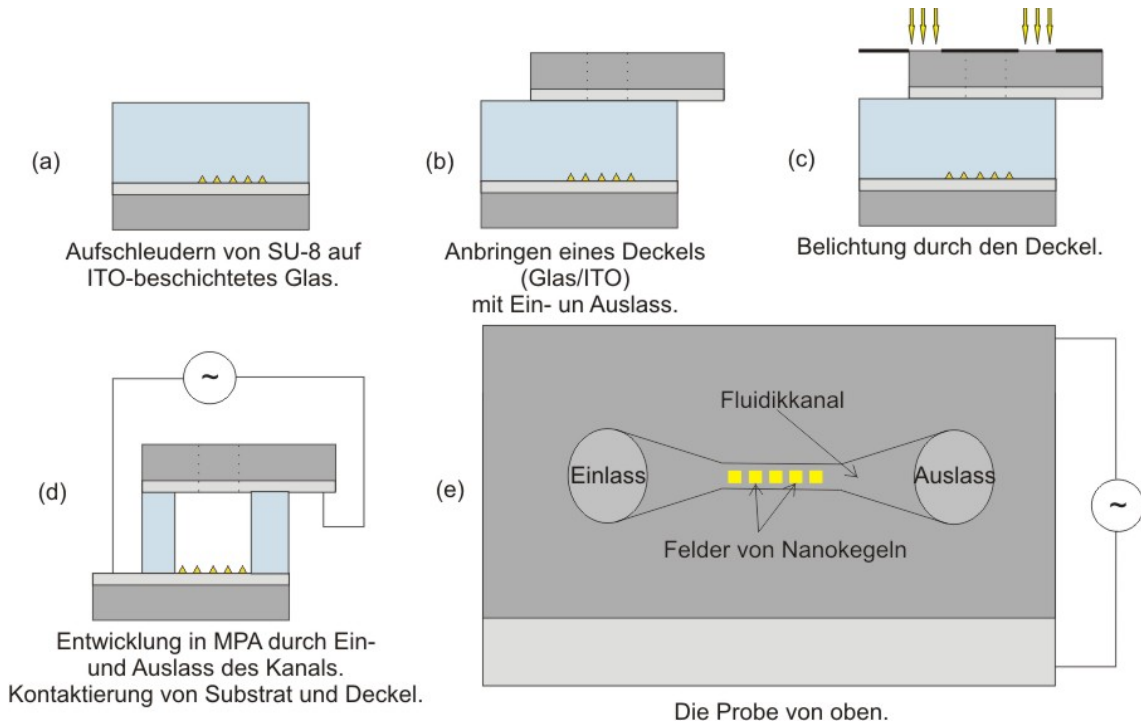 (a)
Aufschleudern von SU-8 auf
ITO-beschichtetes Glas.
(b)
Anbringen eines Deckels
(Glas/ITO)
mit Ein- un Auslass.
(c)
Belichtung durch den Deckel.
(d)
~
Entwicklung in MPA durch Ein-
und Auslass des Kanals.
Kontaktierung von Substrat und Deckel.
(e)
Fluidikkanal
Einlass
Auslass
~
Felder von Nanokegeln
Die Probe von oben.